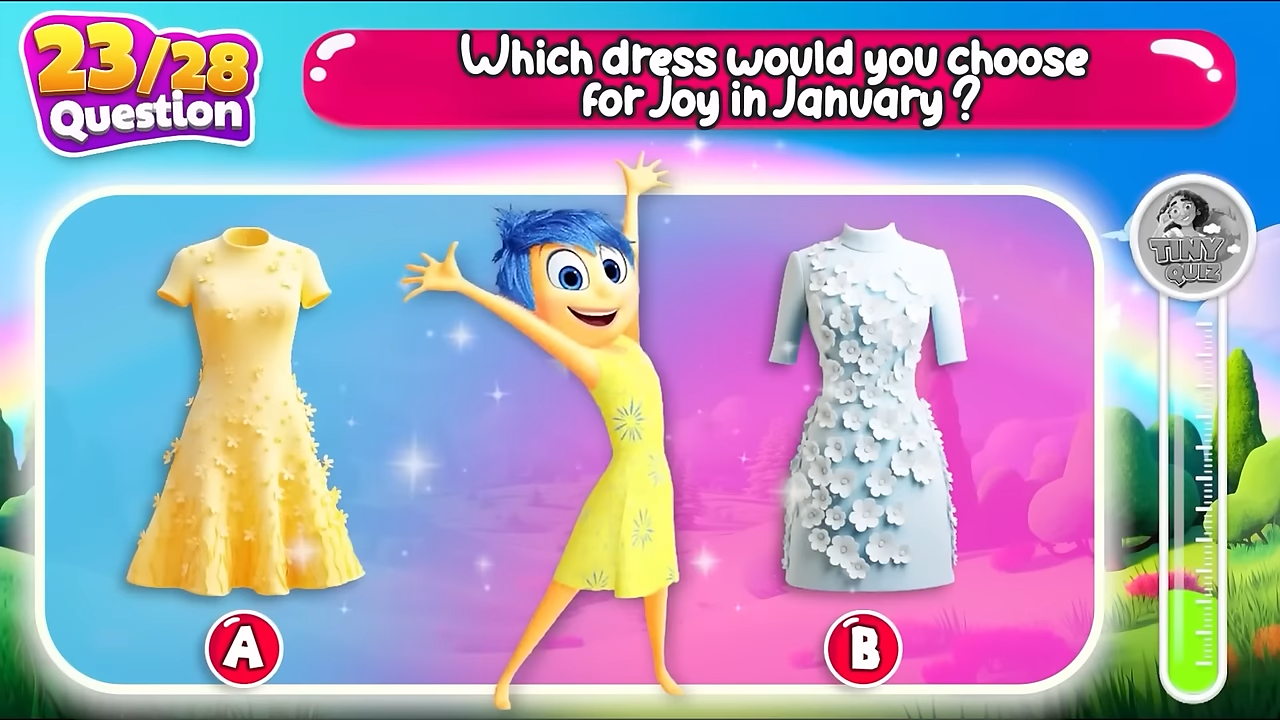 23/28
Question
Which dress would you choose
for Joy in January ?
TINY
QUIZ
A
B